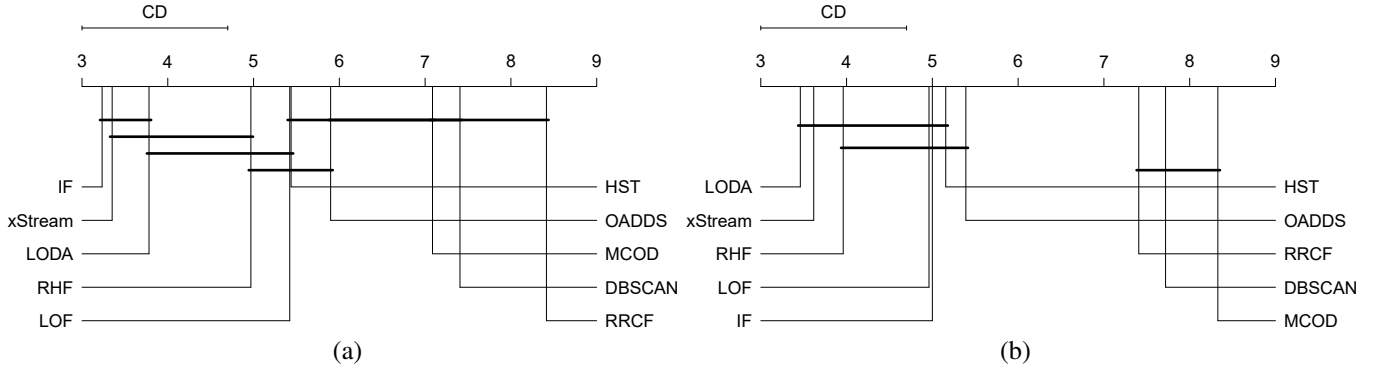 CD
3 4 5 6 7 8 9
IF
xStream
LODA
RHF
LOF
HST
OADDS
MCOD
DBSCAN
RRCF
(a)
CD
3 4 5 6 7 8 9
LODA
xStream
RHF
LOF
IF
HST
OADDS
RRCF
DBSCAN
MCOD
(b)